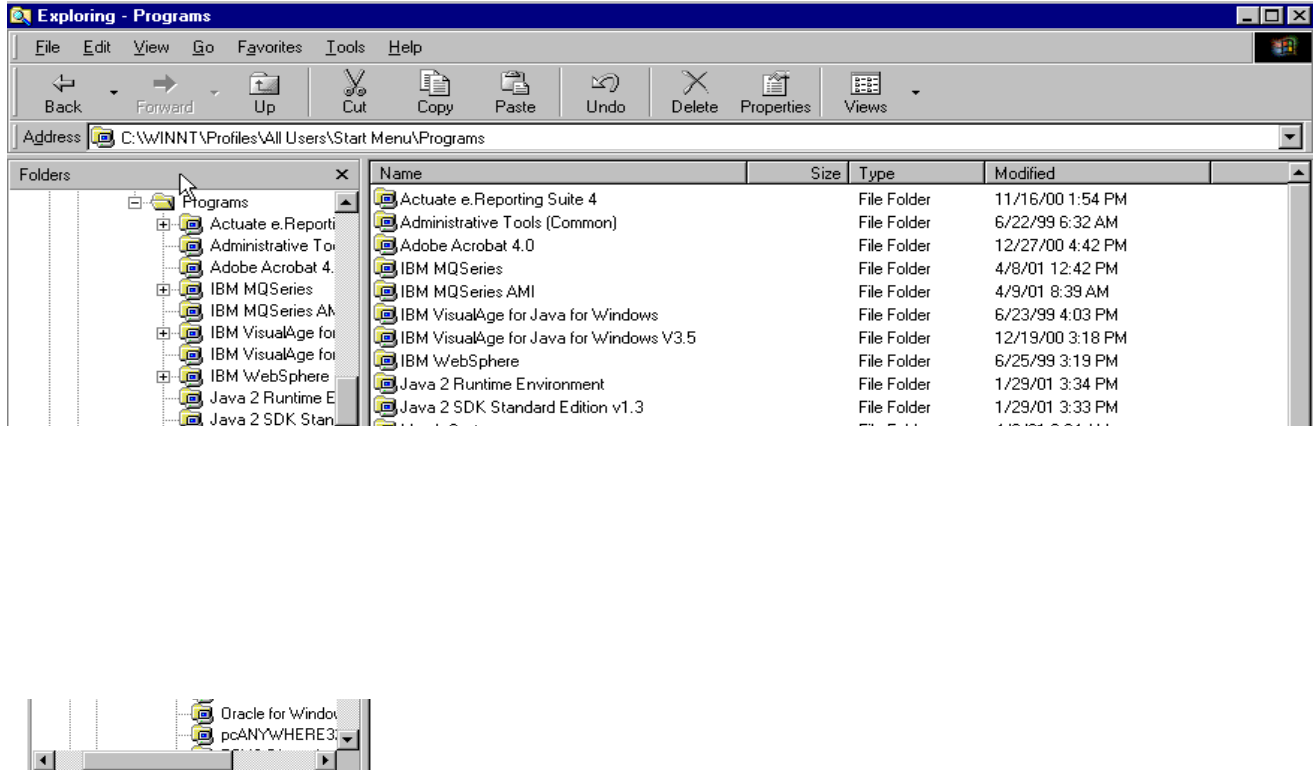 Exploring - Programs
File Edit View Go Favorites Tools Help
Back Forward Up Cut Copy Paste Undo Delete Properties Views
Address C:\WINNT\Profiles\All Users\Start Menu\Programs
Folders
Programs
Actuate e.Reporti
Administrative Too
Adobe Acrobat 4.
IBM MQSeries
IBM MQSeries AM
IBM VisualAge for
IBM VisualAge for
IBM WebSphere
Java 2 Runtime E
Java 2 SDK Stan
Name Size Type Modified
Actuate e.Reporting Suite 4 File Folder 11/16/00 1:54 PM
Administrative Tools (Common) File Folder 6/22/99 6:32 AM
Adobe Acrobat 4.0 File Folder 12/27/00 4:42 PM
IBM MQSeries File Folder 4/8/01 12:42 PM
IBM MQSeries AMI File Folder 4/9/01 8:39 AM
IBM VisualAge for Java for Windows File Folder 6/23/99 4:03 PM
IBM VisualAge for Java for Windows V3.5 File Folder 12/19/00 3:18 PM
IBM WebSphere File Folder 6/25/99 3:19 PM
Java 2 Runtime Environment File Folder 1/29/01 3:34 PM
Java 2 SDK Standard Edition v1.3 File Folder 1/29/01 3:33 PM
Oracle for Window
pcANYWHERE32